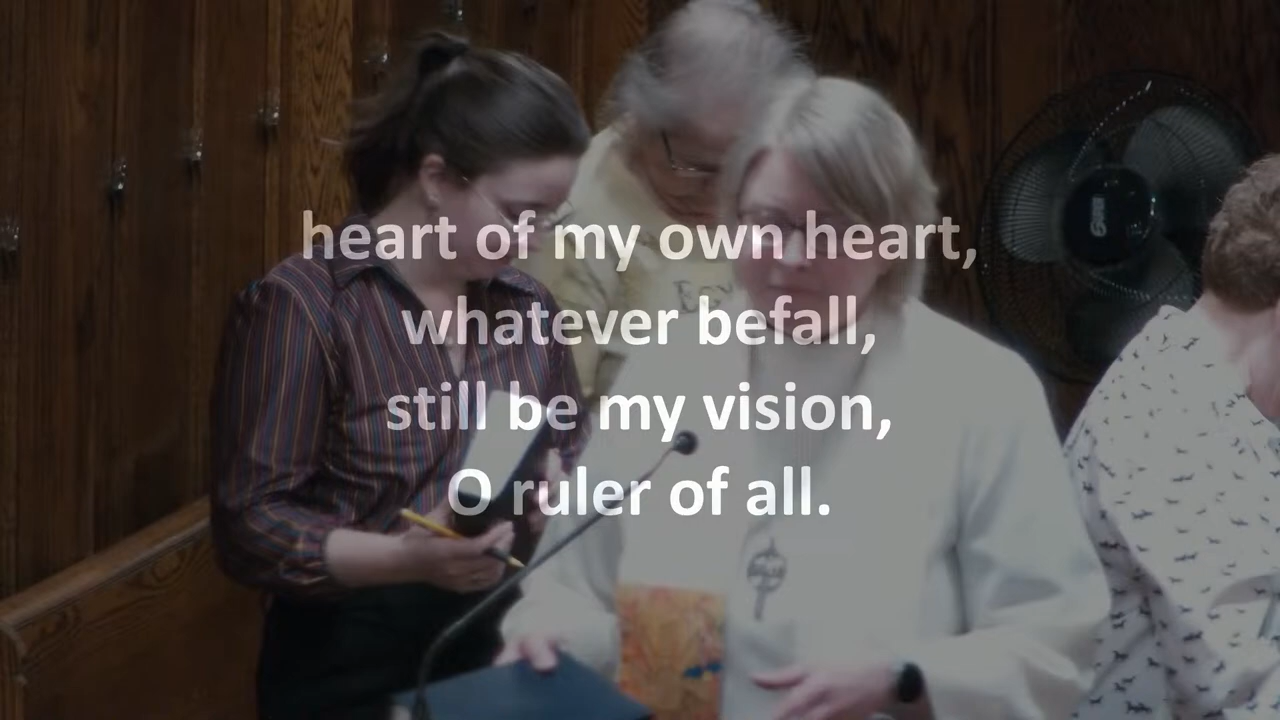 heart of my own heart,
whatever befall,
still be my vision,
O ruler of all.